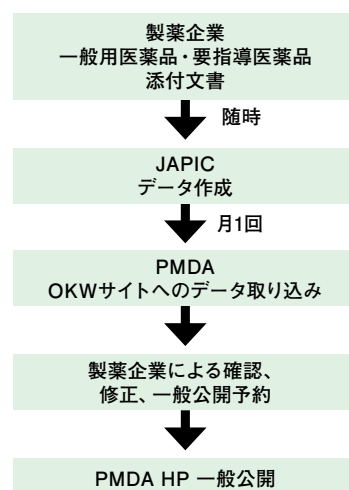 製薬企業
一般用医薬品・要指導医薬品
添付文書
随時
JAPIC
データ作成
月1回
PMDA
OKWサイトへのデータ取り込み
製薬企業による確認、
修正、一般公開予約
PMDA HP 一般公開